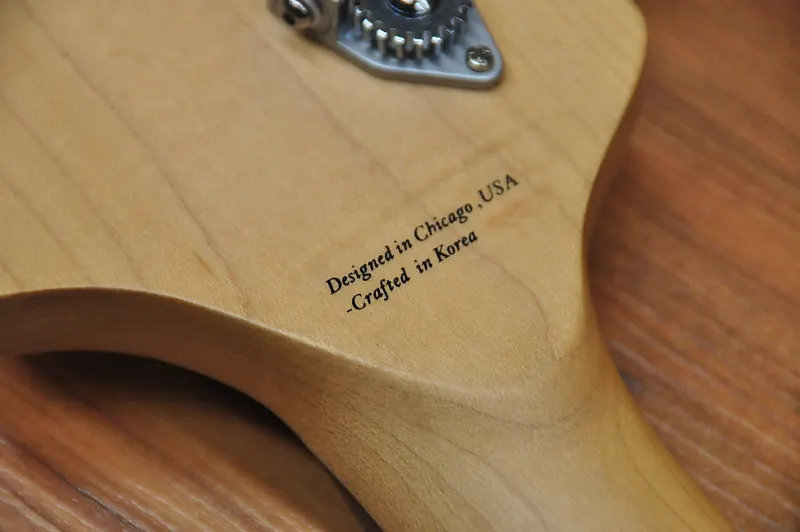 Designed in Chicago ,USA
-Crafted in Korea